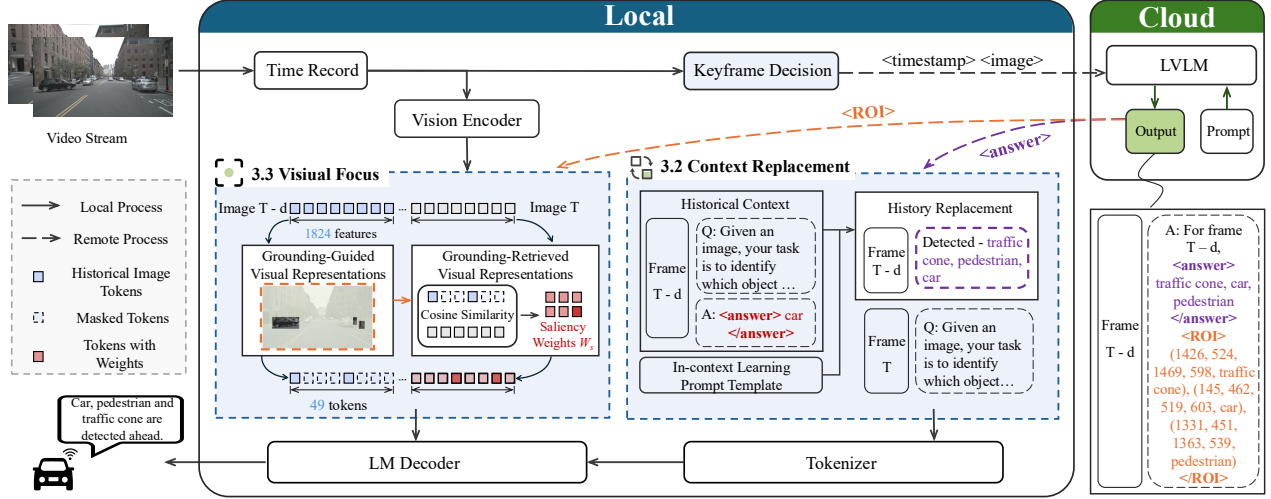 Local
Cloud
Video Stream
Time Record
Keyframe Decision
<timestamp> <image>
LVLM
Vision Encoder
<ROI>
<answer>
Output
Prompt
Local Process
Remote Process
Historical Image
Tokens
Masked Tokens
Tokens with
Weights
3.3 Visiual Focus
Image T - d
...
Image T
1824 features
Grounding-Guided
Visual Representations
Grounding-Retrieved
Visual Representations
Cosine Similarity
Saliency
Weights Ws
...
49 tokens
3.2 Context Replacement
Historical Context
Frame
T - d
Q: Given an
image, your task
is to identify
which object …
A: <answer> car
</answer>
In-context Learning
Prompt Template
History Replacement
Frame
T - d
Detected - traffic
cone, pedestrian,
car
Frame
T
Q: Given an
image, your task
is to identify
which object…
Car, pedestrian and
traffic cone are
detected ahead.
LM Decoder
Tokenizer
Frame
T - d
A: For frame
T – d,
<answer>
traffic cone, car,
pedestrian
</answer>
<ROI>
(1426, 524,
1469, 598, traffic
cone), (145, 462,
519, 603, car),
(1331, 451,
1363, 539,
pedestrian)
</ROI>